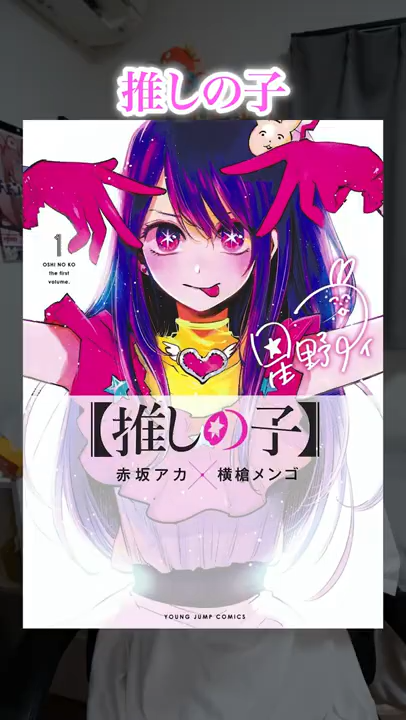 推しの子
1
OSHI NO KO
the first
volume.
星野アイ
【推しの子】
赤坂アカ×横槍メンゴ
YOUNG JUMP COMICS